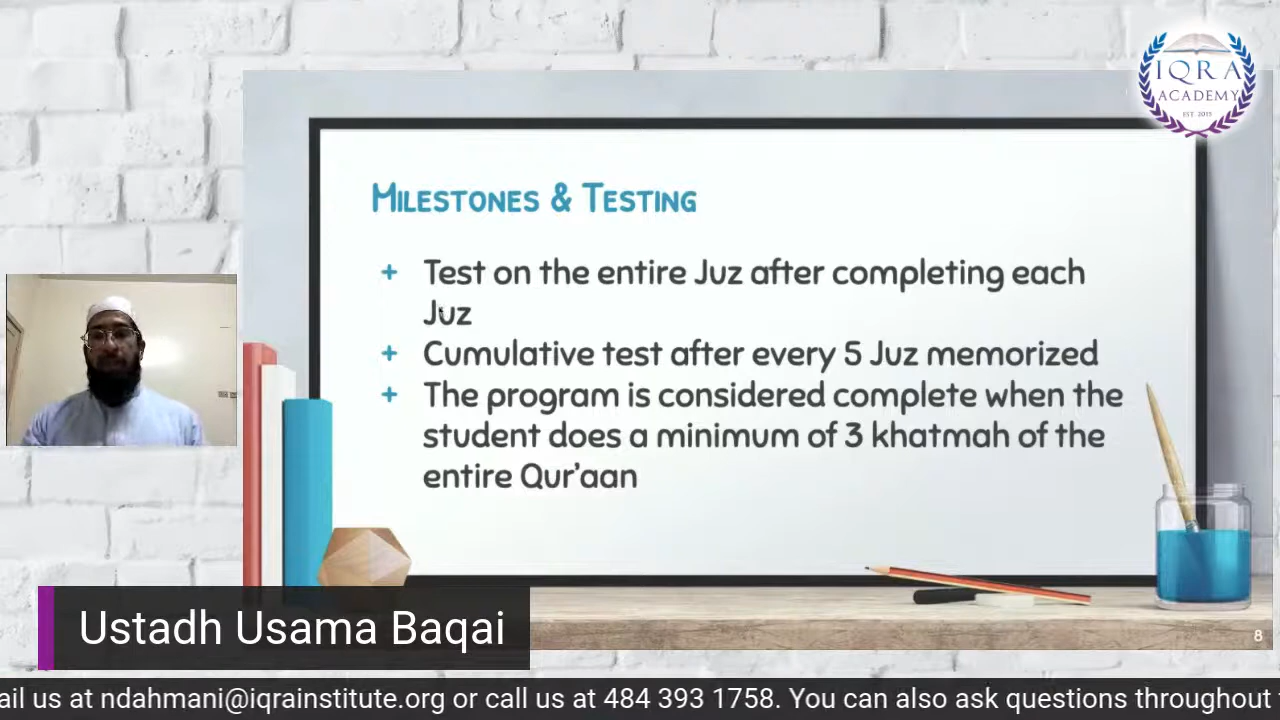 IQRA
ACADEMY
EST 2015
Milestones & Testing
+ Test on the entire Juz after completing each
Juz
+ Cumulative test after every 5 Juz memorized
+ The program is considered complete when the
student does a minimum of 3 khatmah of the
entire Qur’aan
8
Ustadh Usama Baqai
ail us at ndahmani@iqrainstitute.org or call us at 484 393 1758. You can also ask questions throughout